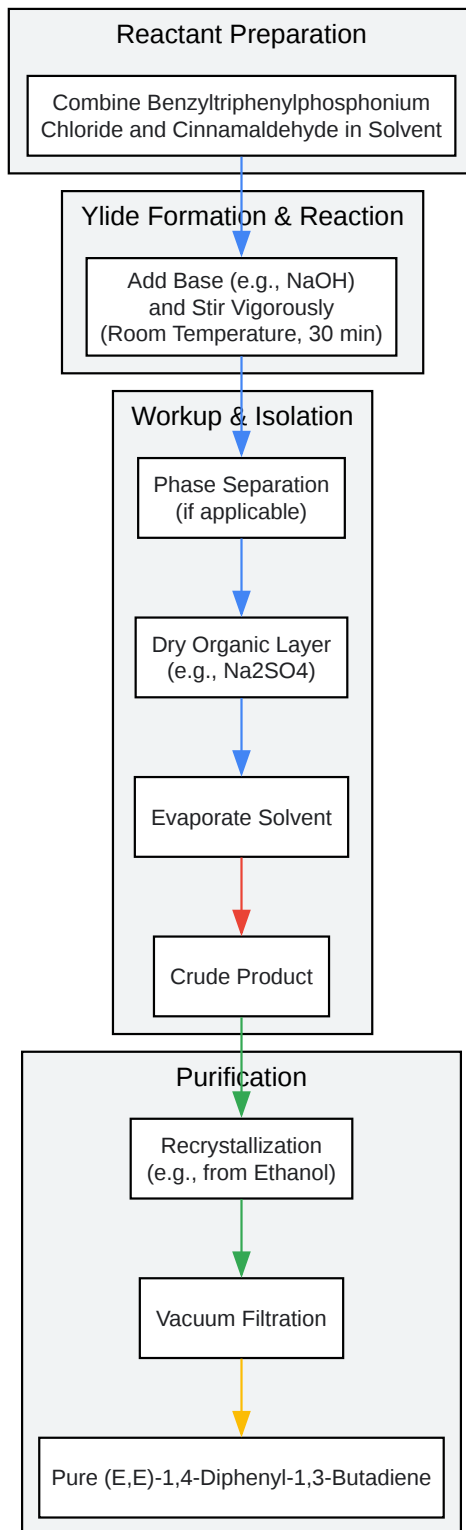 Reactant Preparation
Combine Benzyltriphenylphosphonium
Chloride and Cinnamaldehyde in Solvent
Ylide Formation & Reaction
Add Base (e.g., NaOH)
and Stir Vigorously
(Room Temperature, 30 min)
Workup & Isolation
Phase Separation
(if applicable)
Dry Organic Layer
(e.g., Na2SO4)
Evaporate Solvent
Crude Product
Purification
Recrystallization
(e.g., from Ethanol)
Vacuum Filtration
Pure (E,E)-1,4-Diphenyl-1,3-Butadiene